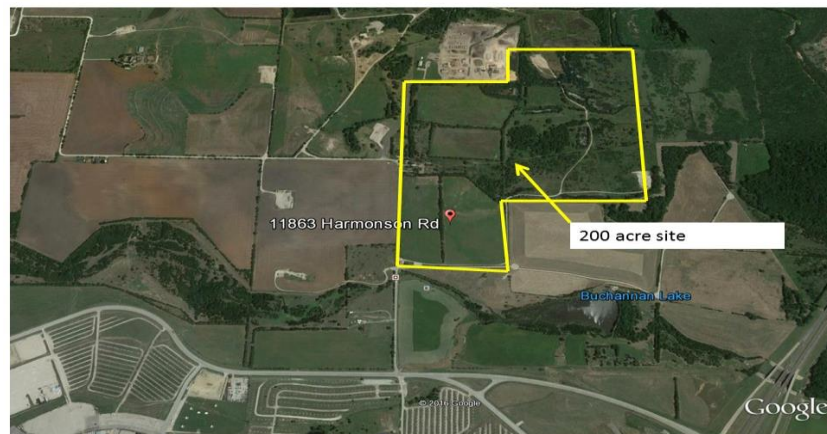 11863 Harmonson Rd
200 acre site
Buchannan Lake
© 2016 Google
Google